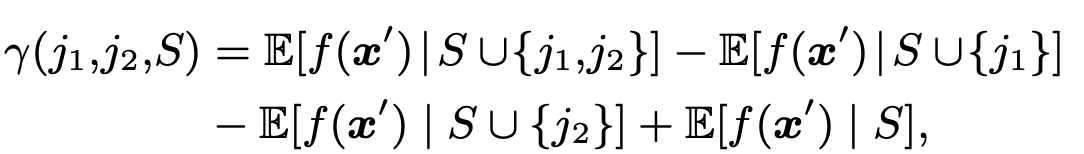 γ(j₁,j₂,S) = 𝔼[f(𝒙′) | S ∪{j₁,j₂}] − 𝔼[f(𝒙′) | S ∪{j₁}]
− 𝔼[f(𝒙′) | S ∪ {j₂}] + 𝔼[f(𝒙′) | S],